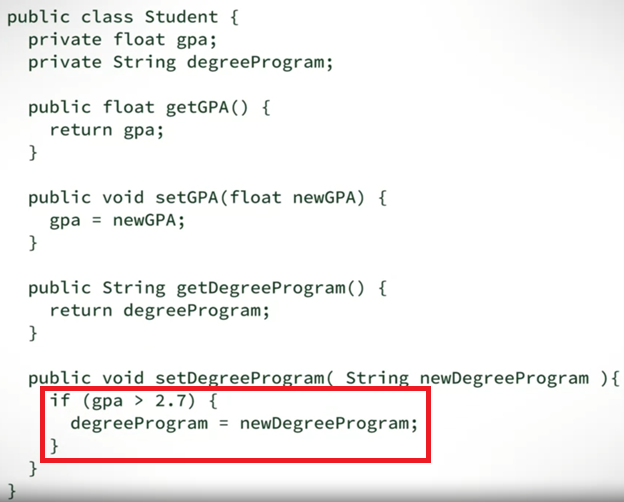 public class Student {
private float gpa;
private String degreeProgram;
public float getGPA() {
return gpa;
}
public void setGPA(float newGPA) {
gpa = newGPA;
}
public String getDegreeProgram() {
return degreeProgram;
}
public void setDegreeProgram( String newDegreeProgram ){
if (gpa > 2.7) {
degreeProgram = newDegreeProgram;
}
}
}